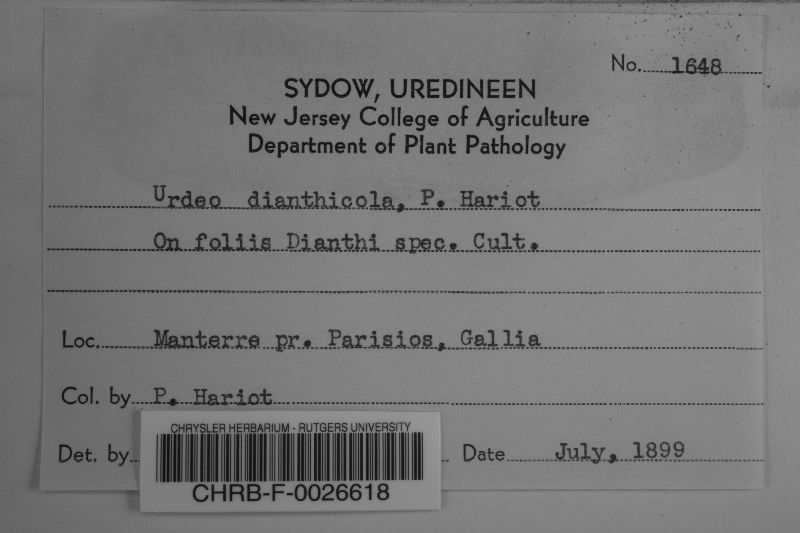 No. 1648
SYDOW, UREDINEEN
New Jersey College of Agriculture
Department of Plant Pathology
Urdeo dianthicola, P. Hariot
On foliis Dianthi spec. Cult.
Loc. Manterre pr. Parisios, Gallia
Col. by P. Hariot
Det. by
Date July, 1899
CHRYSLER HERBARIUM - RUTGERS UNIVERSITY
CHRB-F-0026618